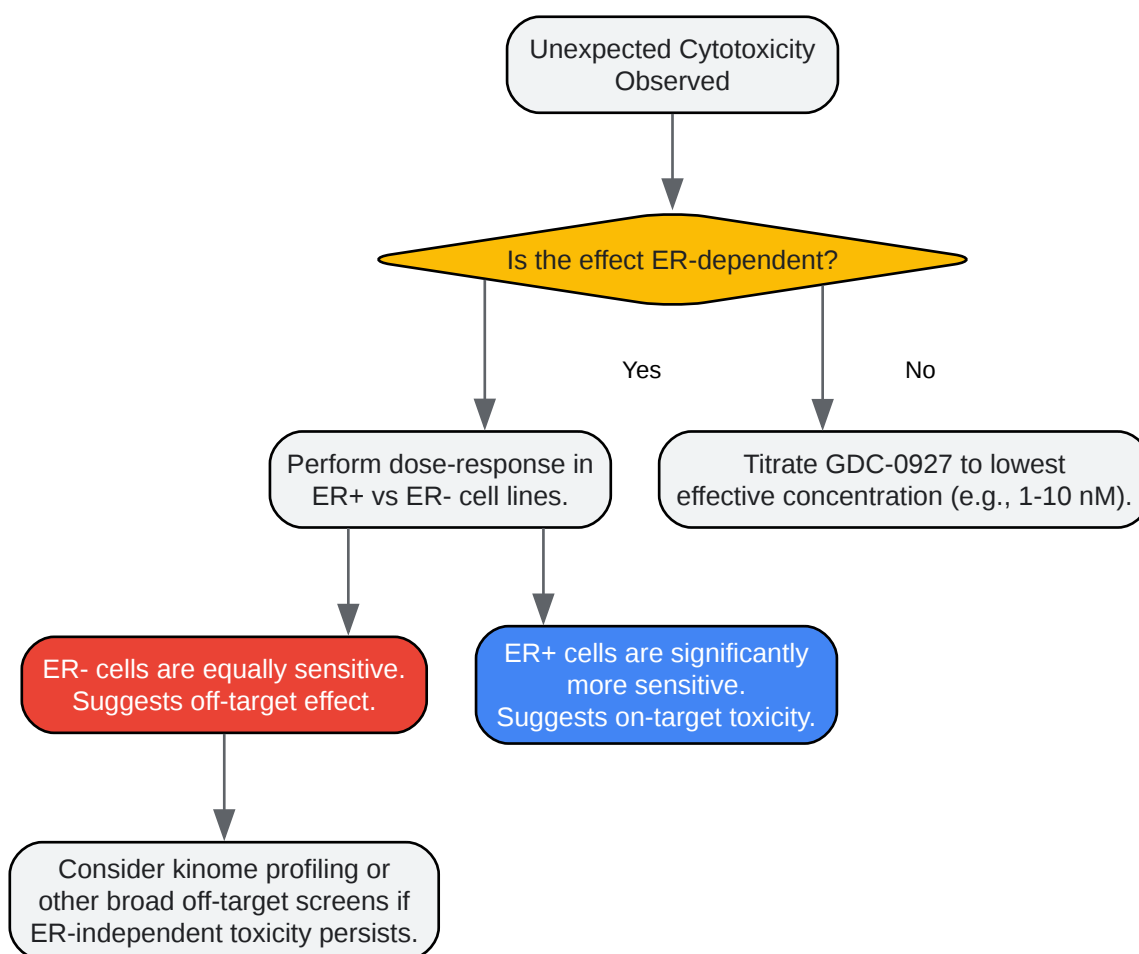 Unexpected Cytotoxicity
Observed
Is the effect ER-dependent?
Yes
No
Perform dose-response in
ER+ vs ER- cell lines.
Titrate GDC-0927 to lowest
effective concentration (e.g., 1-10 nM).
ER- cells are equally sensitive.
Suggests off-target effect.
ER+ cells are significantly
more sensitive.
Suggests on-target toxicity.
Consider kinome profiling or
other broad off-target screens if
ER-independent toxicity persists.